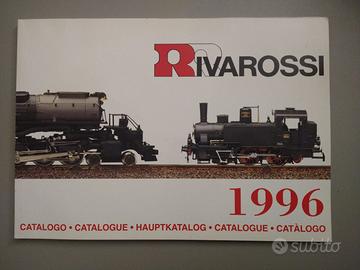 RIVAROSSI
1996
CATALOGO • CATALOGUE • HAUPTKATALOG • CATALOGUE • CATÀLOGO
subito